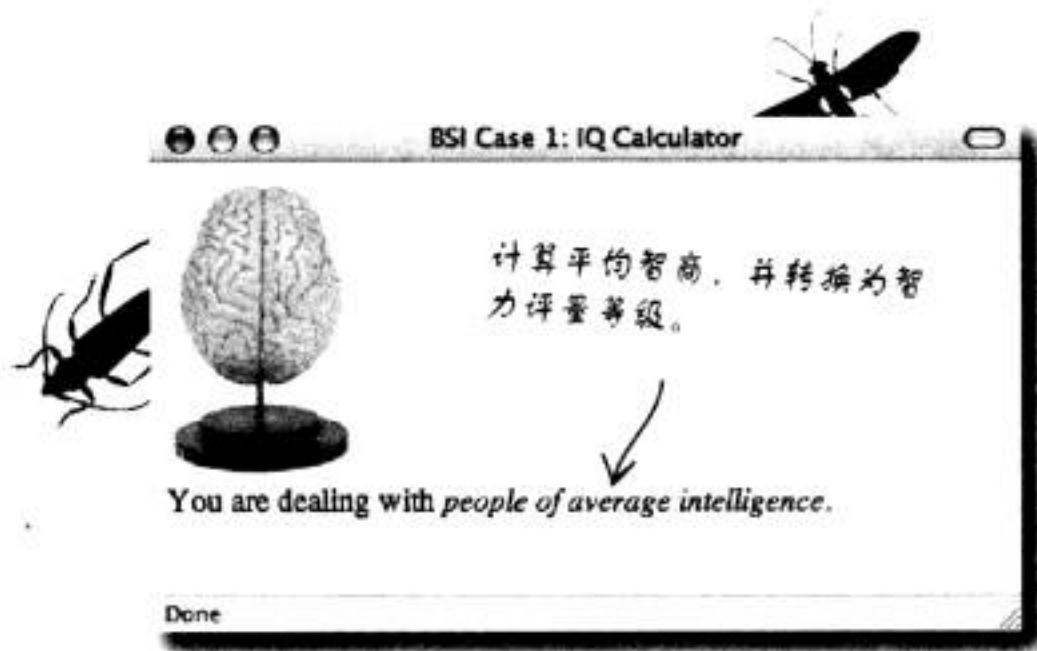 BSI Case 1: IQ Calculator
计算平均智商，并转换为智
力评量等级。
You are dealing with people of average intelligence.
Done